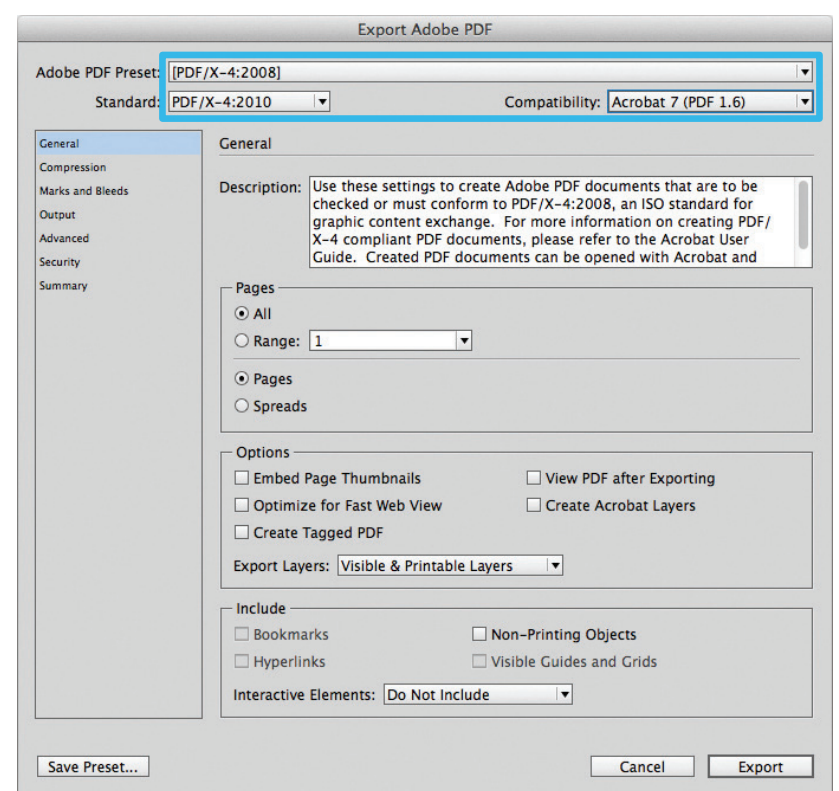 Export Adobe PDF
Adobe PDF Preset: [PDF/X-4:2008]
Standard: PDF/X-4:2010 Compatibility: Acrobat 7 (PDF 1.6)
General
Compression
Marks and Bleeds
Output
Advanced
Security
Summary
General
Description: Use these settings to create Adobe PDF documents that are to be
checked or must conform to PDF/X-4:2008, an ISO standard for
graphic content exchange. For more information on creating PDF/
X-4 compliant PDF documents, please refer to the Acrobat User
Guide. Created PDF documents can be opened with Acrobat and
Pages
All
Range: 1
Pages
Spreads
Options
Embed Page Thumbnails View PDF after Exporting
Optimize for Fast Web View Create Acrobat Layers
Create Tagged PDF
Export Layers: Visible & Printable Layers
Include
Bookmarks Non-Printing Objects
Hyperlinks Visible Guides and Grids
Interactive Elements: Do Not Include
Save Preset... Cancel Export